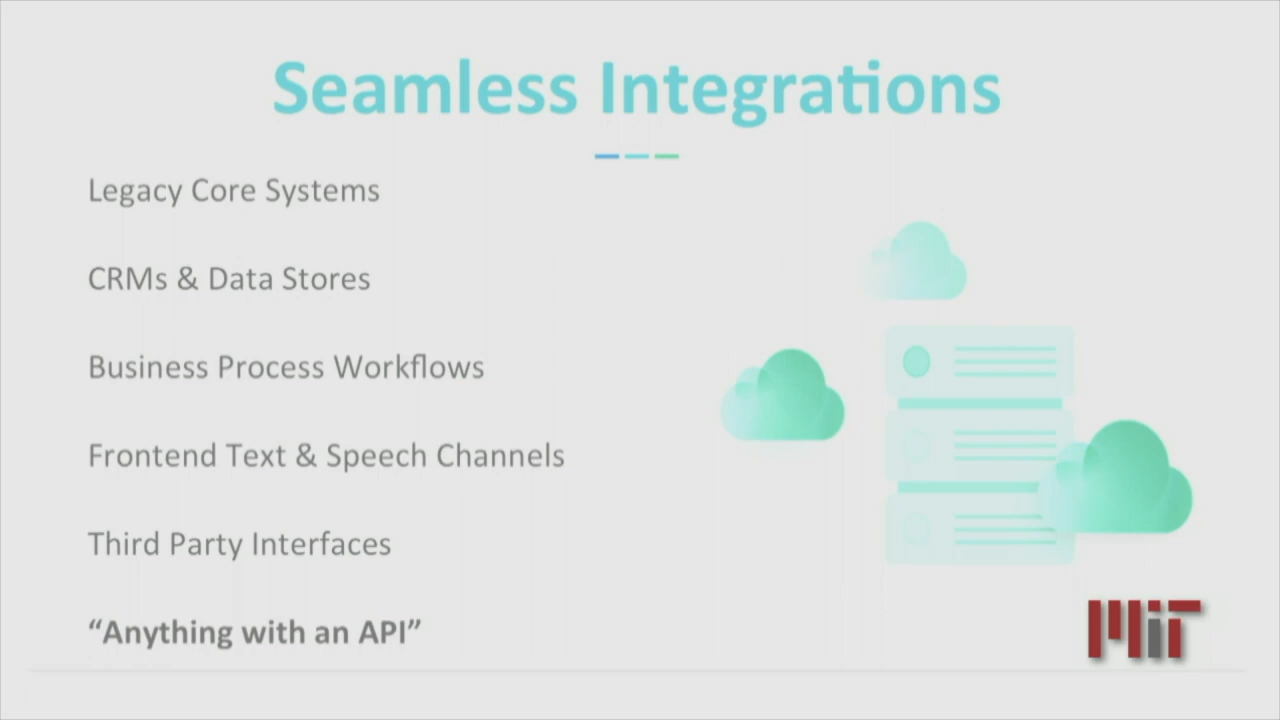 Seamless Integrations
Legacy Core Systems
CRMs & Data Stores
Business Process Workflows
Frontend Text & Speech Channels
Third Party Interfaces
“Anything with an API”
MIT